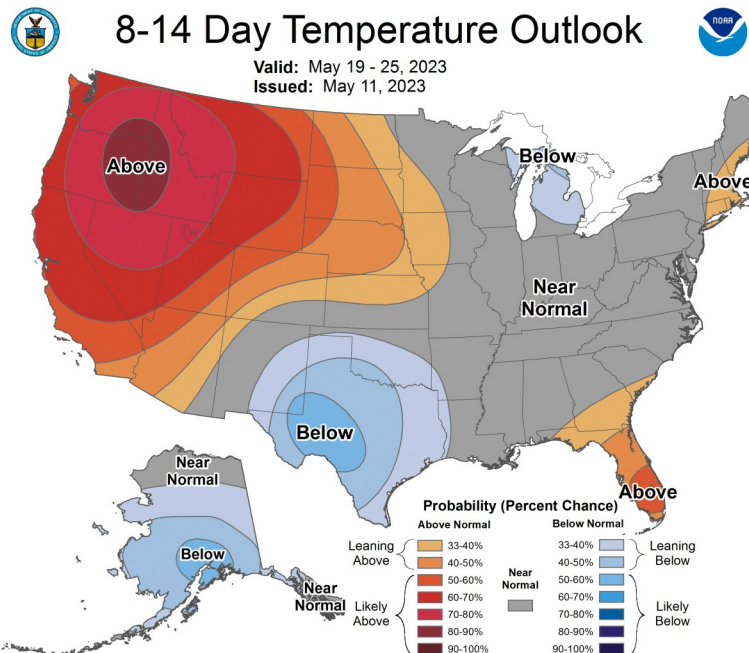 8-14 Day Temperature Outlook
NOAA
Valid: May 19 - 25, 2023
Issued: May 11, 2023
Above
Below
Above
Near
Normal
Below
Above
Near
Normal
Below
Near
Normal
Probability (Percent Chance)
Above Normal
Below Normal
Leaning
Above
33-40%
40-50%
Likely
Above
50-60%
60-70%
70-80%
80-90%
90-100%
Near
Normal
33-40%
40-50%
Leaning
Below
50-60%
60-70%
70-80%
80-90%
90-100%
Likely
Below